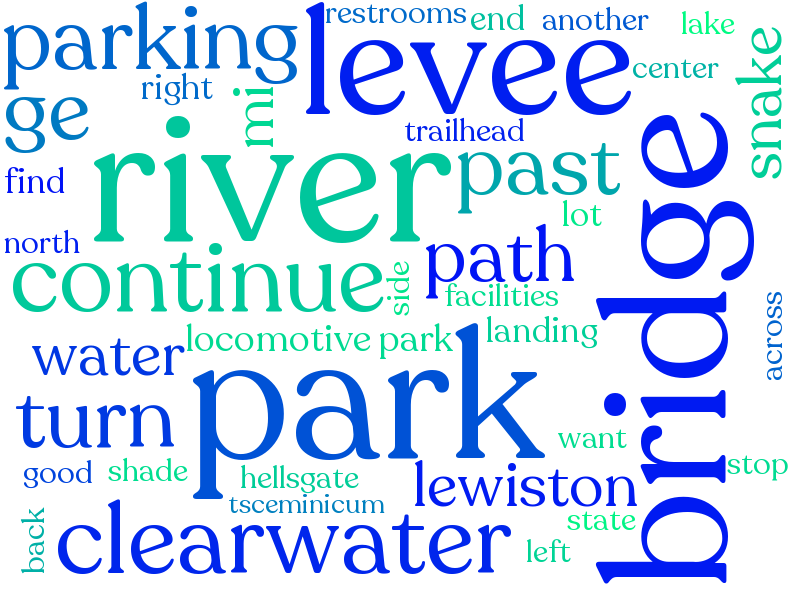 restrooms
end
another
lake
parking
levee
center
snake
right
mi
ge
trailhead
bridge
river
past
find
lot
north
path
continue
side
facilities
across
locomotive park
landing
water
park
turn
want
good
shade
hellsgate
lewiston
stop
tsceminicum
back
clearwater
state
left